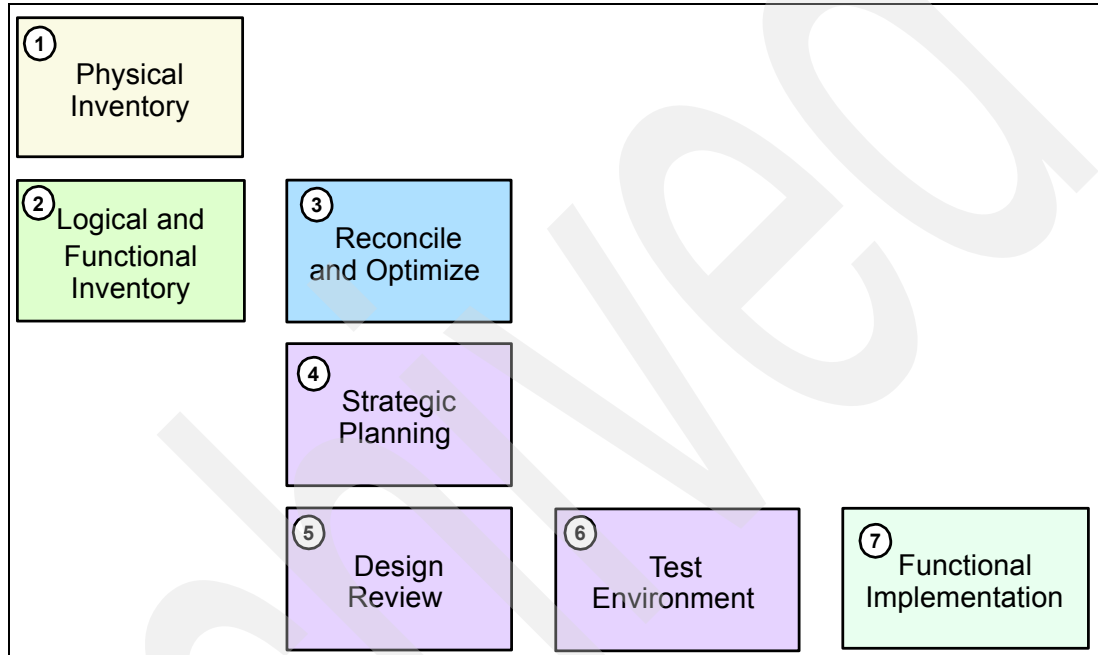 1
Physical
Inventory
2
Logical and
Functional
Inventory
3
Reconcile
and Optimize
4
Strategic
Planning
5
Design
Review
6
Test
Environment
7
Functional
Implementation
hived